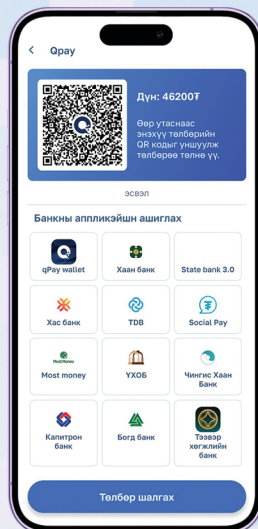 Qpay
Дүн: 46200₮
Өөр утаснаас
энэхүү төлбөрийн
QR кодыг уншуулж
төлбөрөө төлнө үү.
эсвэл
Банкны аппликэйшн ашиглах
qPay wallet
Хаан банк
State bank 3.0
Хас банк
TDB
Social Pay
MostMoney
Most money
ҮХОБ
Чингис Хаан
Банк
Капитрон
банк
Богд банк
Тээвэр
хөгжлийн
банк
Төлбөр шалгах